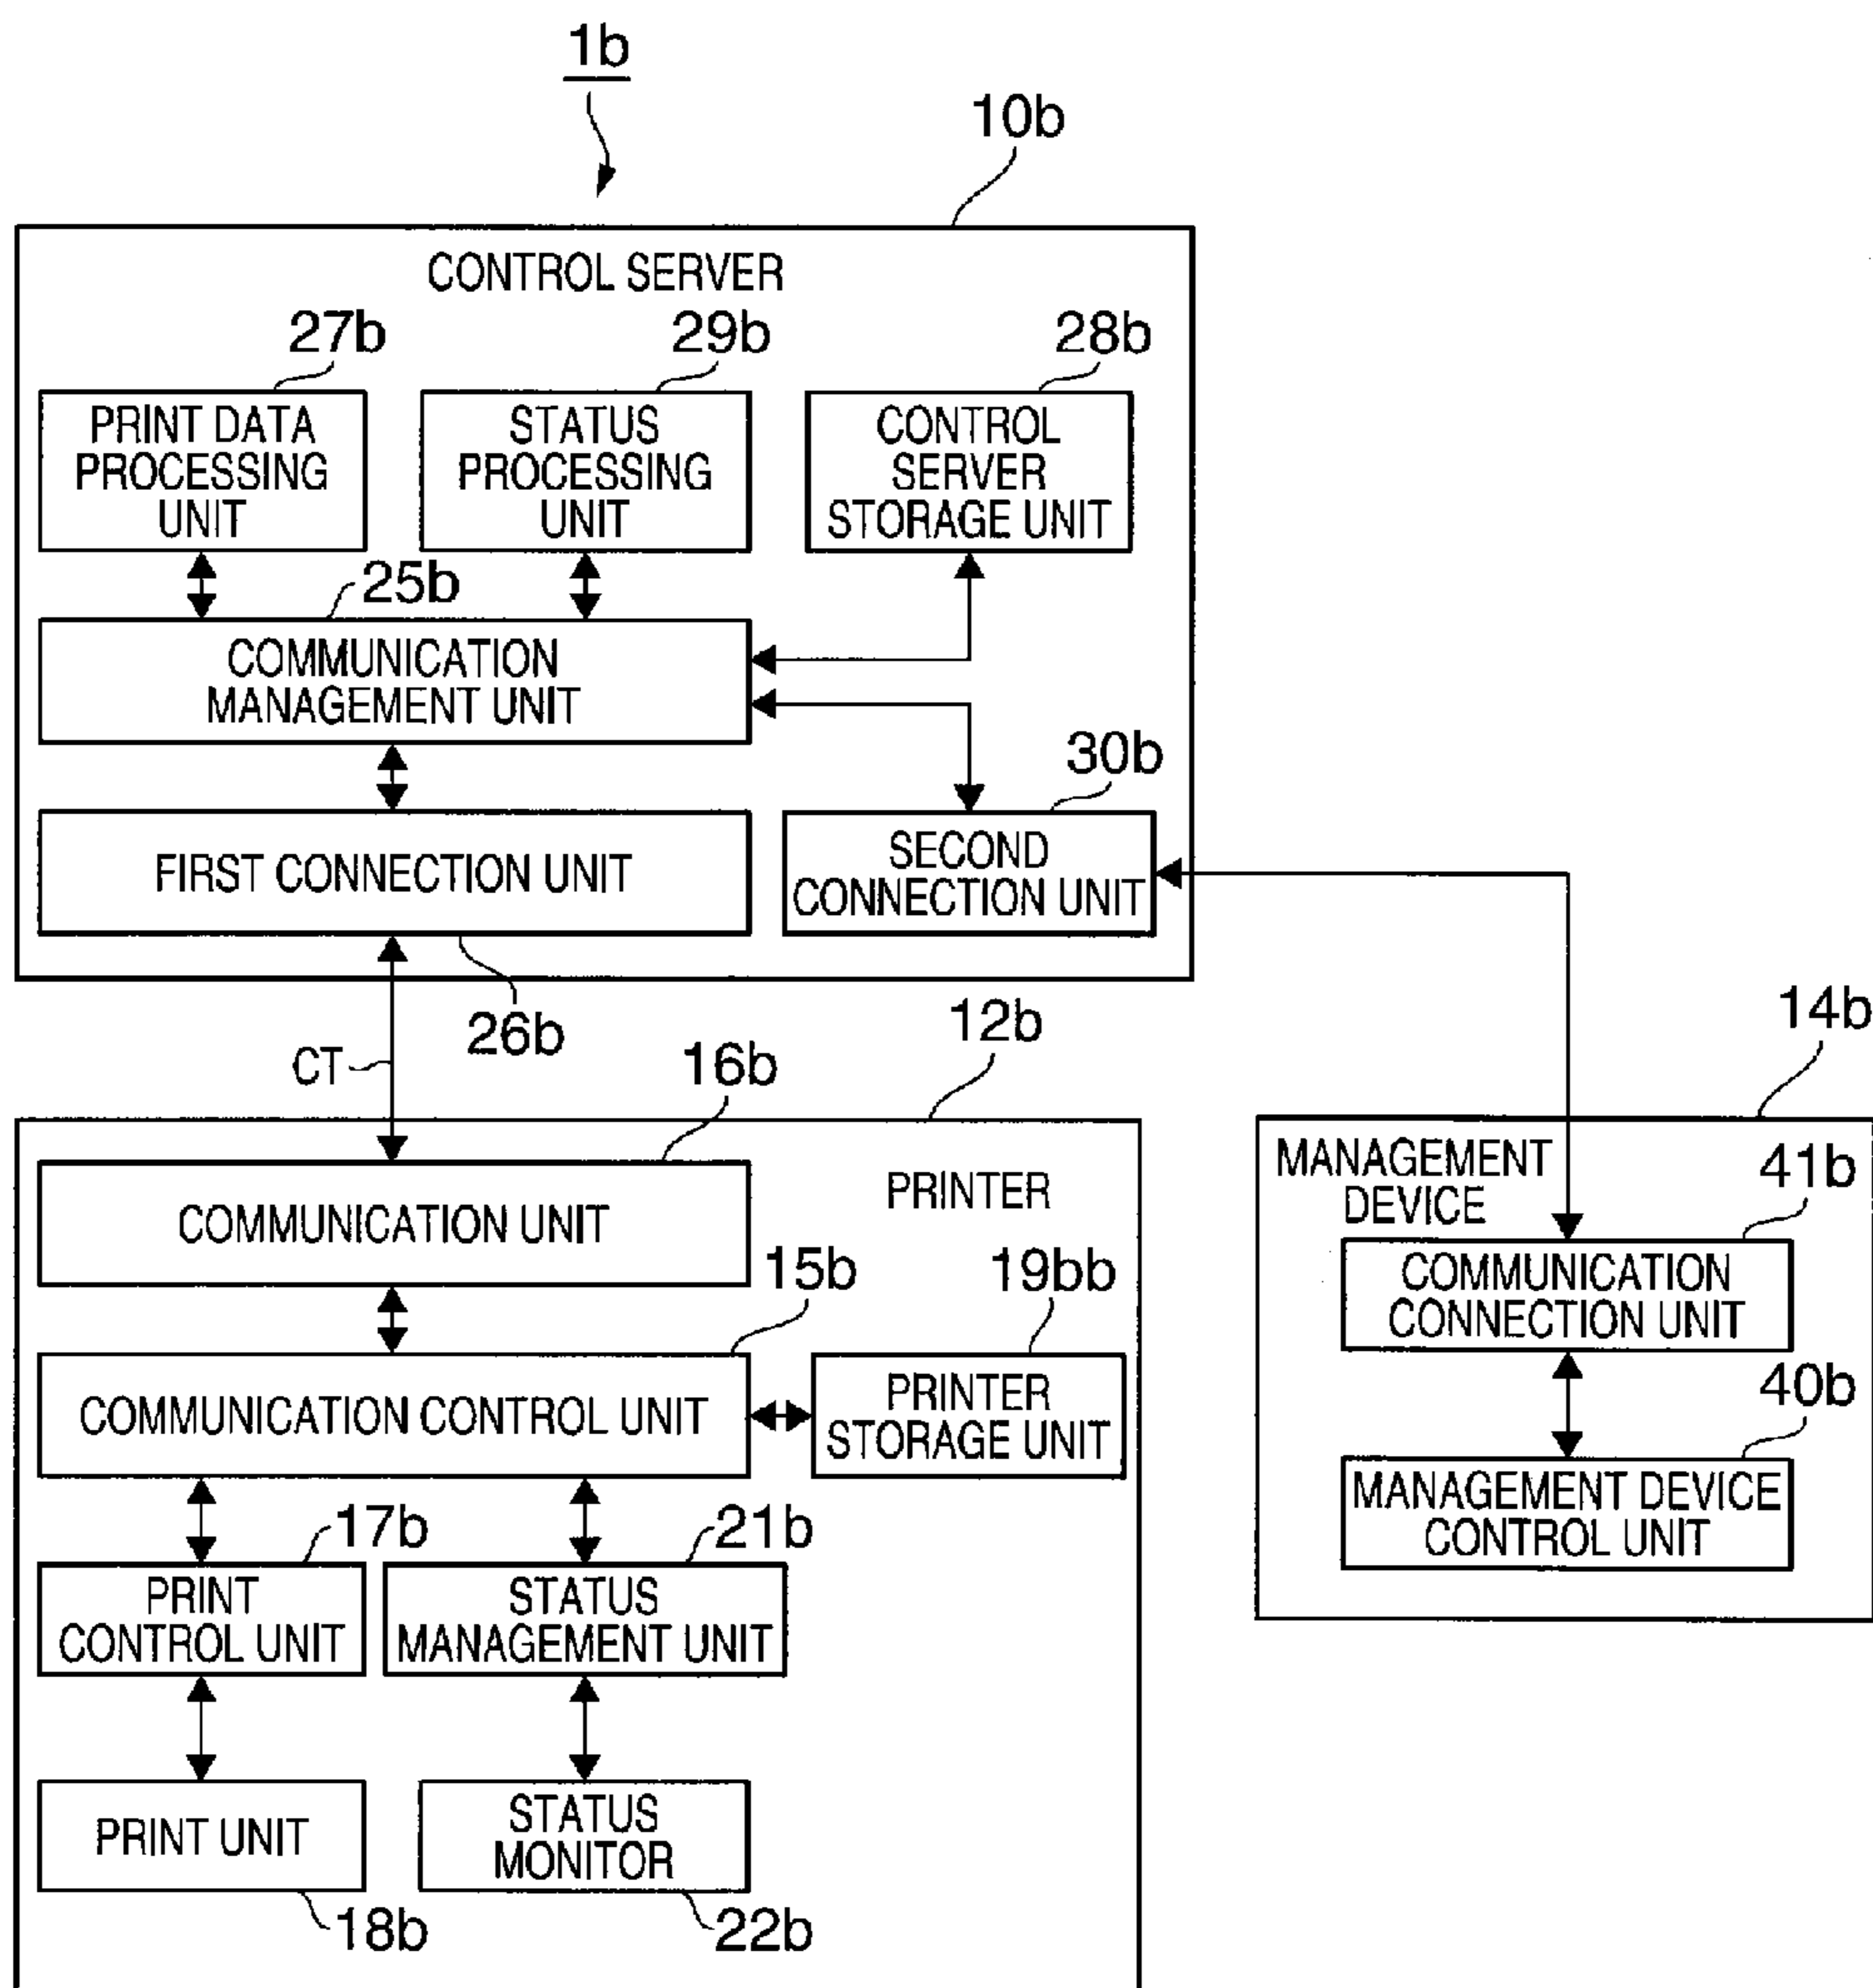 1b
10b
CONTROL SERVER
27b
29b
28b
PRINT DATA
PROCESSING
UNIT
STATUS
PROCESSING
UNIT
CONTROL
SERVER
STORAGE UNIT
25b
COMMUNICATION
MANAGEMENT UNIT
30b
FIRST CONNECTION UNIT
SECOND
CONNECTION UNIT
26b
CT
12b
16b
14b
PRINTER
COMMUNICATION UNIT
MANAGEMENT
DEVICE
41b
15b
19bb
COMMUNICATION
CONNECTION UNIT
COMMUNICATION CONTROL UNIT
PRINTER
STORAGE UNIT
40b
MANAGEMENT DEVICE
CONTROL UNIT
17b
21b
PRINT
CONTROL UNIT
STATUS
MANAGEMENT UNIT
PRINT UNIT
STATUS
MONITOR
18b
22b